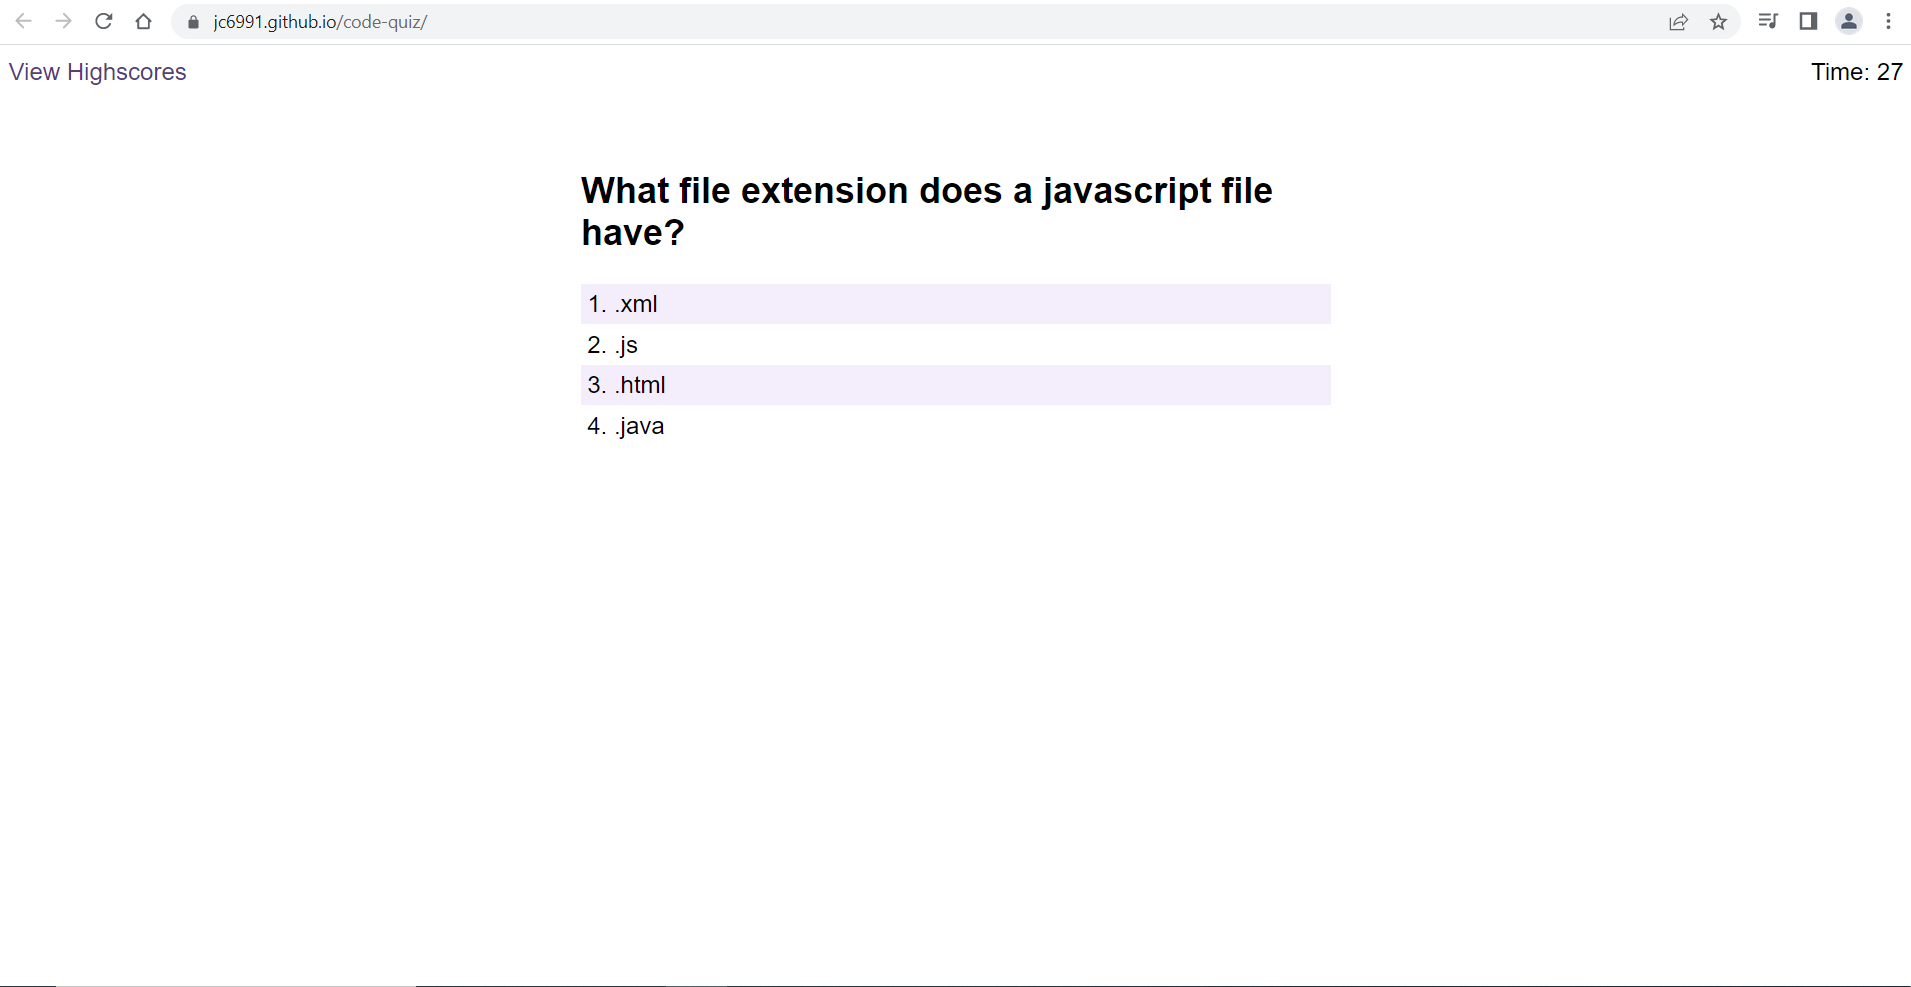 jc6991.github.io/code-quiz/
View Highscores
Time: 27
What file extension does a javascript file
have?
1. .xml
2. .js
3. .html
4. .java